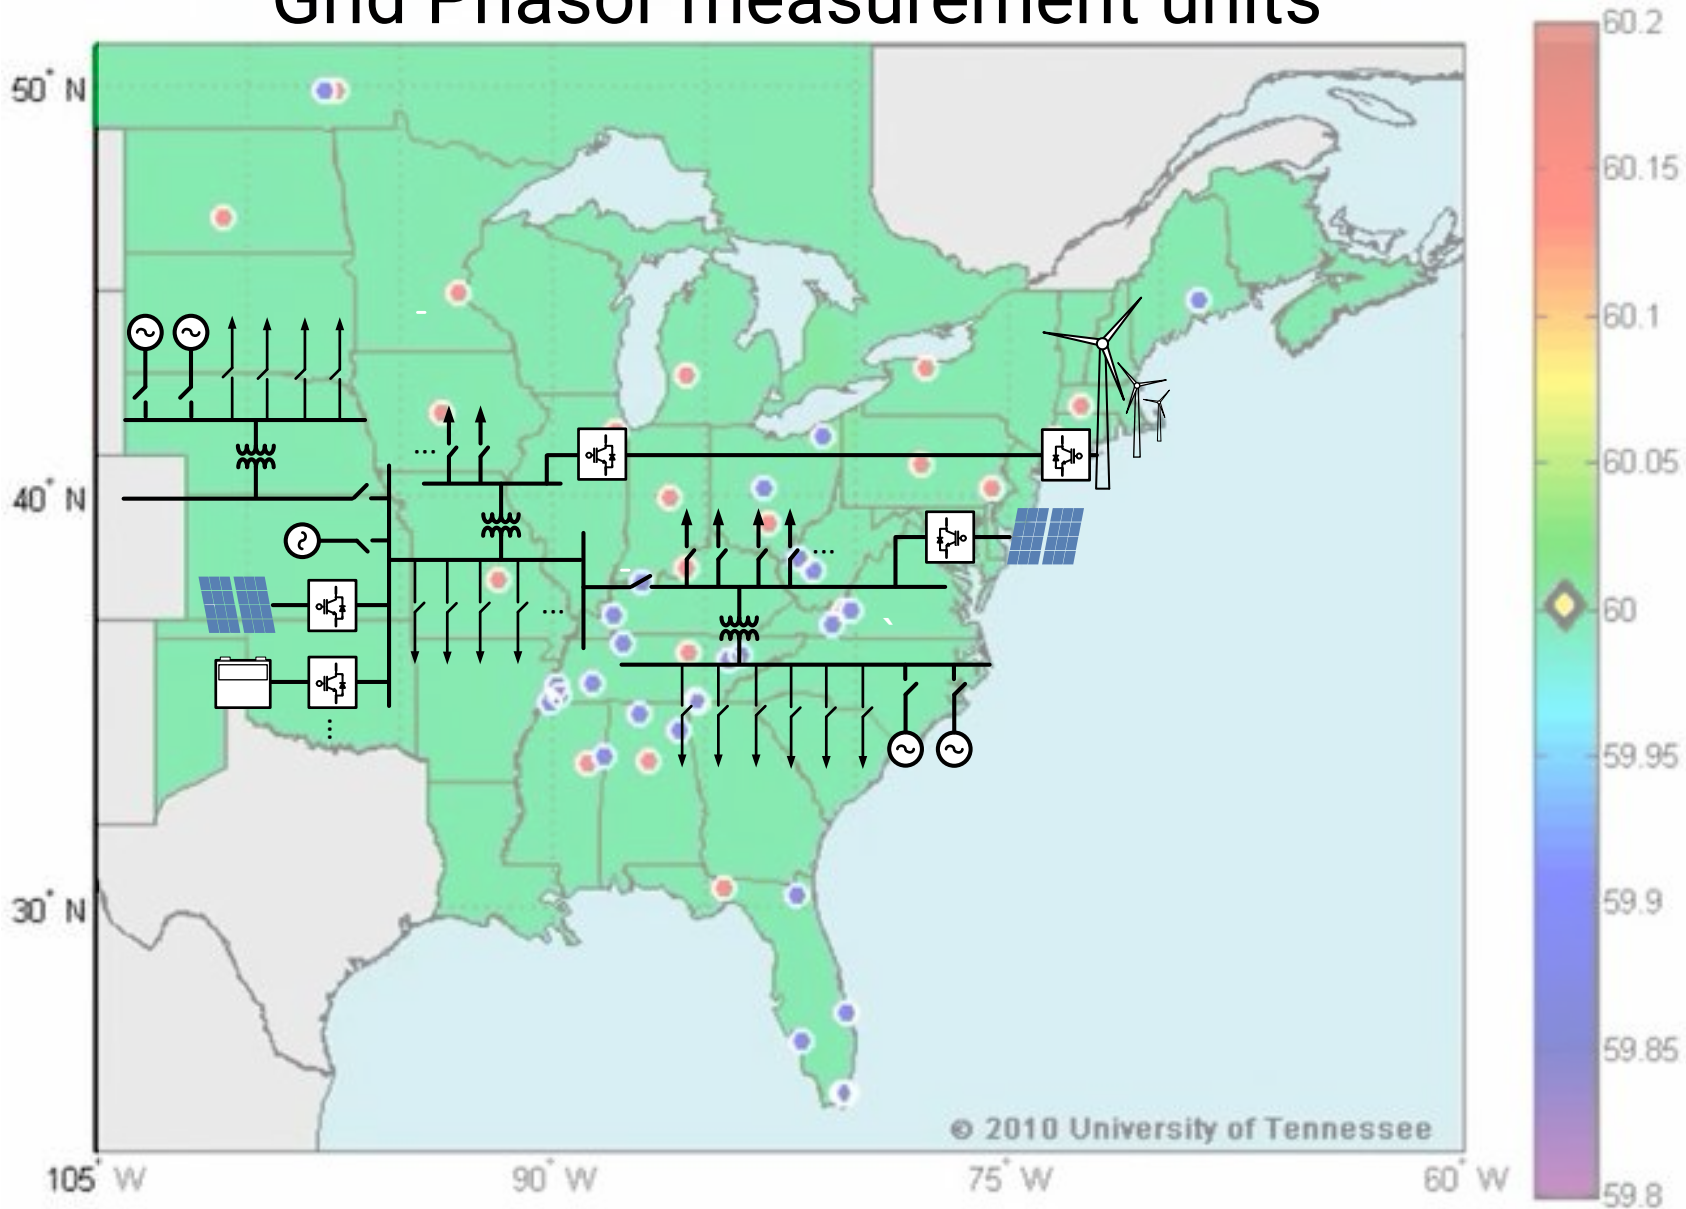 Grid Phasor measurement units
60.2
50° N
60.15
60.1
60.05
40° N
60
59.95
59.9
30° N
59.85
© 2010 University of Tennessee
105° W
90° W
75° W
60° W
59.8